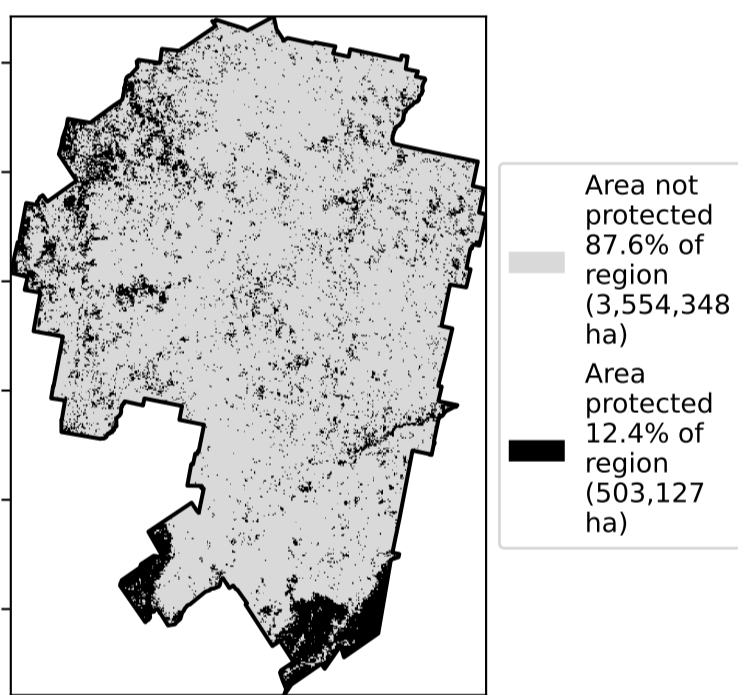 Area not
protected
87.6% of
region
(3,554,348
ha)
Area
protected
12.4% of
region
(503,127
ha)